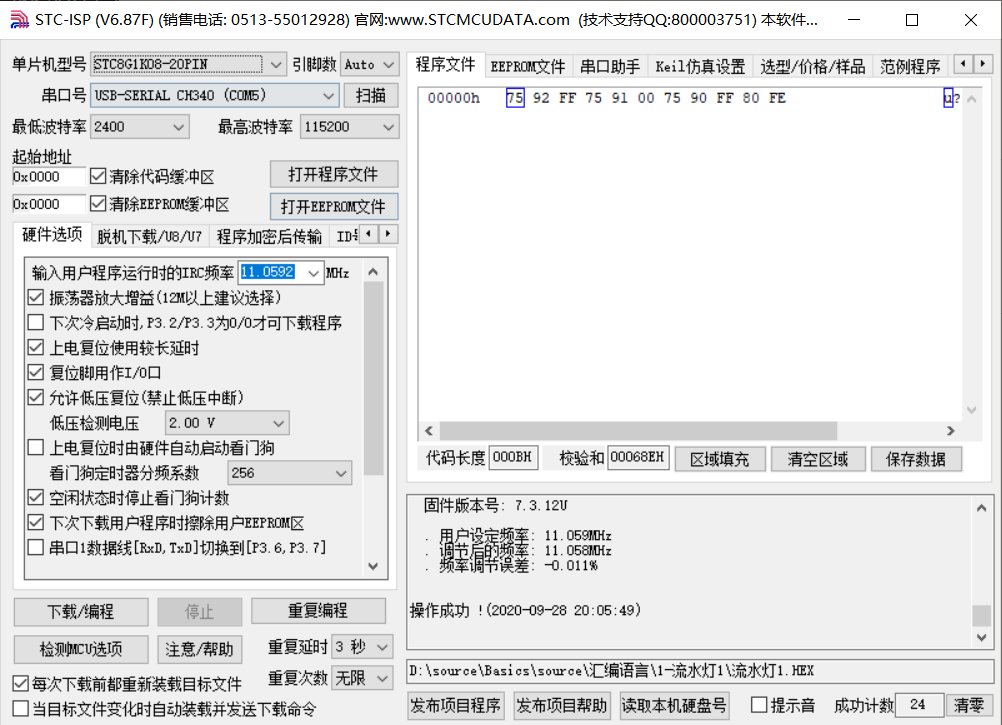 STC-ISP (V6.87F) (销售电话: 0513-55012928) 官网:www.STCMCUDATA.com  (技术支持QQ:800003751) 本软件...
单片机型号 STC8G1K08-20PIN 引脚数 Auto
串口号 USB-SERIAL CH340 (COM5) 扫描
最低波特率 2400 最高波特率 115200
起始地址
0x0000 清除代码缓冲区 打开程序文件
0x0000 清除EEPROM缓冲区 打开EEPROM文件
硬件选项 脱机下载/U8/U7 程序加密后传输
输入用户程序运行时的IRC频率 11.0592 MHz
振荡器放大增益(12M以上建议选择)
下次冷启动时,P3.2/P3.3为0/0才可下载程序
上电复位使用较长延时
复位脚用作I/O口
允许低压复位(禁止低压中断)
低压检测电压 2.00 V
上电复位时由硬件自动启动看门狗
看门狗定时器分频系数 256
空闲状态时停止看门狗计数
下次下载用户程序时擦除用户EEPROM区
串口1数据线[RxD,TxD]切换到[P3.6,P3.7]
下载/编程 停止 重复编程
检测MCU选项 注意/帮助 重复延时 3 秒
重复次数 无限
每次下载前都重新装载目标文件
当目标文件变化时自动装载并发送下载命令
程序文件 EEPROM文件 串口助手 Keil仿真设置 选型/价格/样品 范例程序
00000h 75 92 FF 75 91 00 75 90 FF 80 FE u?
代码长度 000BH 校验和 00068EH 区域填充 清空区域 保存数据
固件版本号: 7.3.12U
. 用户设定频率: 11.059MHz
. 调节后的频率: 11.058MHz
. 频率调节误差: -0.011%
操作成功 !(2020-09-28 20:05:49)
D:\source\Basics\source\汇编语言\1-流水灯1\流水灯1.HEX
发布项目程序 发布项目帮助 读取本机硬盘号 提示音 成功计数 24 清零